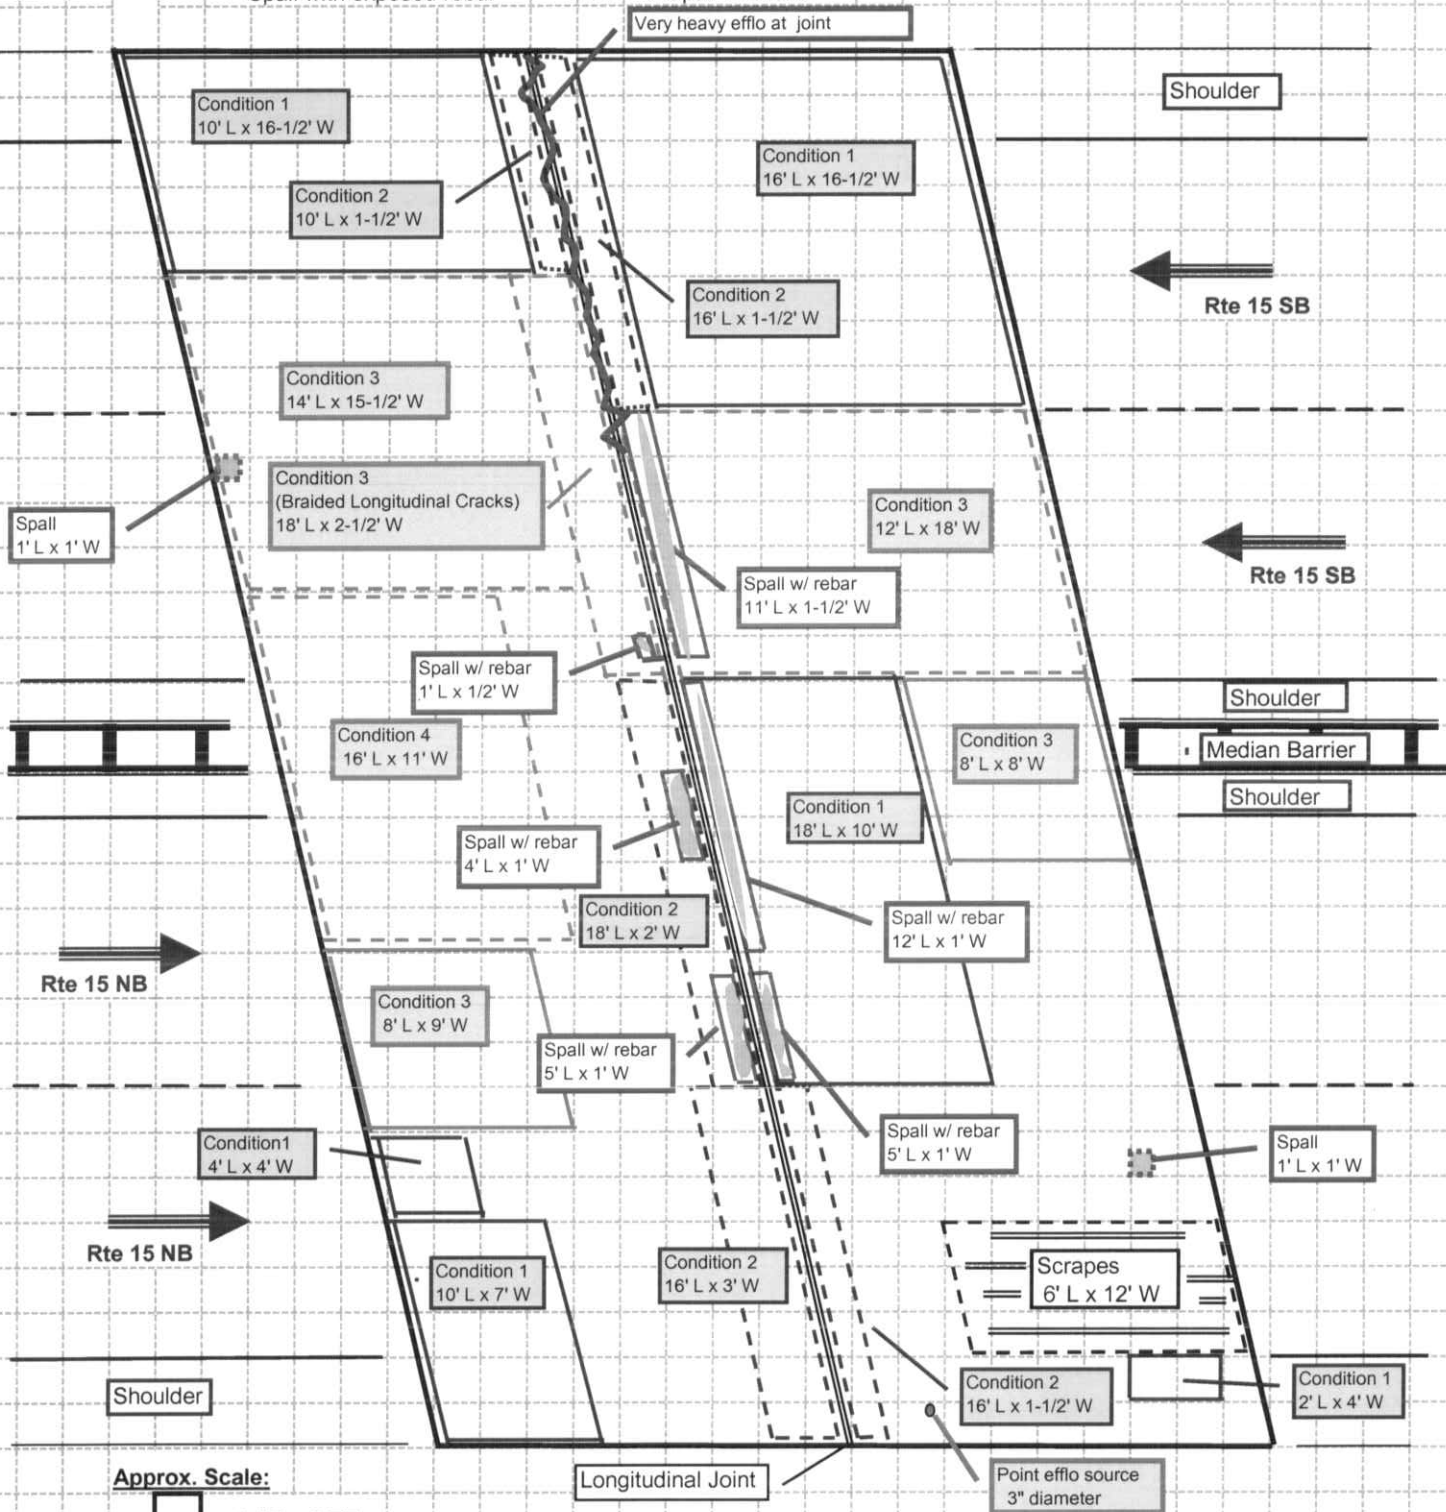 Very heavy efflo at joint
Shoulder
Condition 1
10' L x 16-1/2' W
Condition 1
16' L x 16-1/2' W
Condition 2
10' L x 1-1/2' W
Condition 2
16' L x 1-1/2' W
Rte 15 SB
Condition 3
14' L x 15-1/2' W
Condition 3
(Braided Longitudinal Cracks)
18' L x 2-1/2' W
Condition 3
12' L x 18' W
Spall
1' L x 1' W
Rte 15 SB
Spall w/ rebar
11' L x 1-1/2' W
Spall w/ rebar
1' L x 1/2' W
Shoulder
Condition 4
16' L x 11' W
Condition 3
8' L x 8' W
Median Barrier
Shoulder
Condition 1
18' L x 10' W
Spall w/ rebar
4' L x 1' W
Condition 2
18' L x 2' W
Spall w/ rebar
12' L x 1' W
Rte 15 NB
Condition 3
8' L x 9' W
Spall w/ rebar
5' L x 1' W
Condition1
4' L x 4' W
Spall w/ rebar
5' L x 1' W
Spall
1' L x 1' W
Rte 15 NB
Condition 1
10' L x 7' W
Condition 2
16' L x 3' W
Scrapes
6' L x 12' W
Shoulder
Condition 2
16' L x 1-1/2' W
Condition 1
2' L x 4' W
Approx. Scale:
Longitudinal Joint
Point efflo source
3" diameter